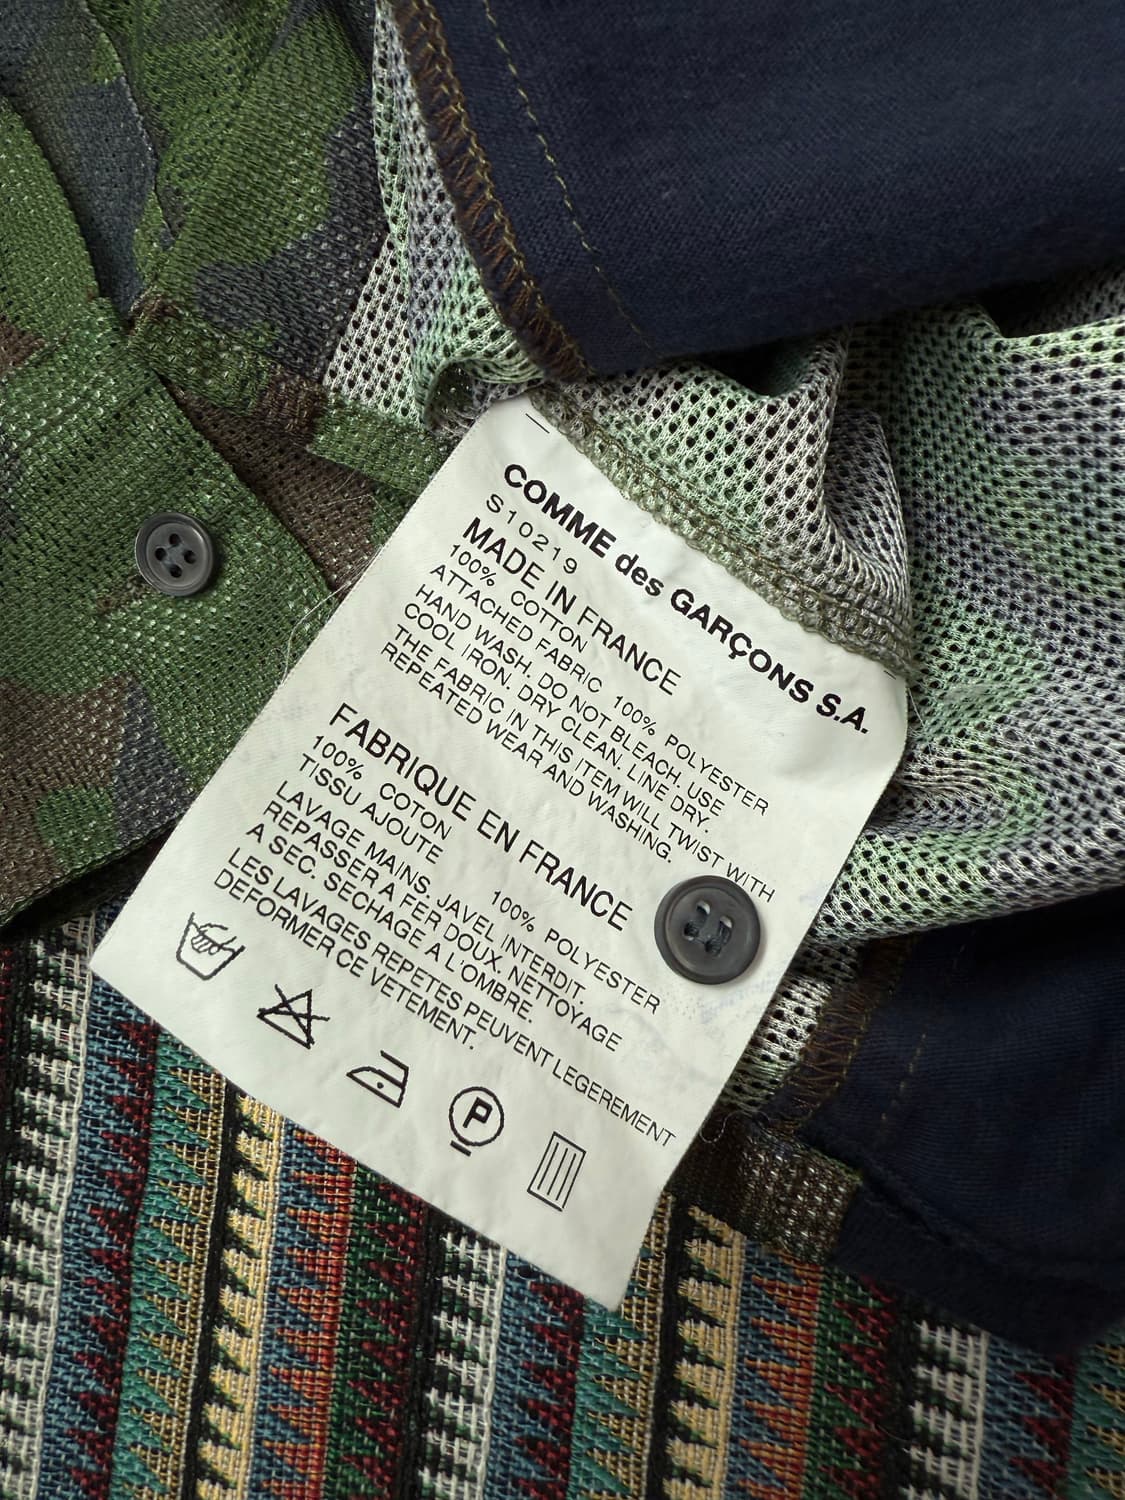 COMME des GARÇONS S.A.
S10219
MADE IN FRANCE
100% COTTON
ATTACHED FABRIC 100% POLYESTER
HAND WASH. DO NOT BLEACH. USE
COOL IRON. DRY CLEAN. LINE DRY.
THE FABRIC IN THIS ITEM WILL TWIST WITH
REPEATED WEAR AND WASHING.
FABRIQUE EN FRANCE
100% COTON
TISSU AJOUTE 100% POLYESTER
LAVAGE MAINS, JAVEL INTERDIT.
REPASSER A FER DOUX. NETTOYAGE
A SEC. SECHAGE A L'OMBRE.
LES LAVAGES REPETES PEUVENT LEGEREMENT
DEFORMER CE VETEMENT.
P